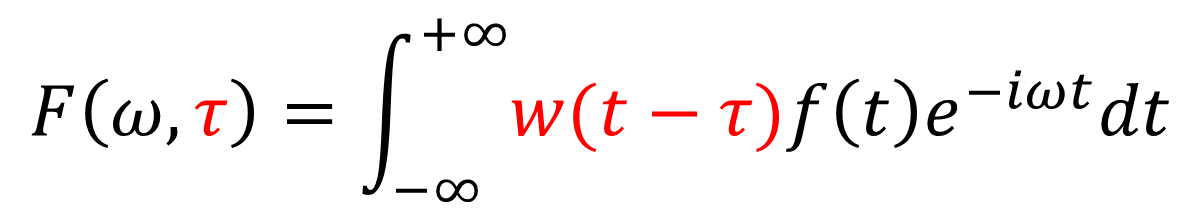 F(ω, τ) = ∫_{−∞}^{+∞} w(t − τ)f(t)e^{−iωt}dt